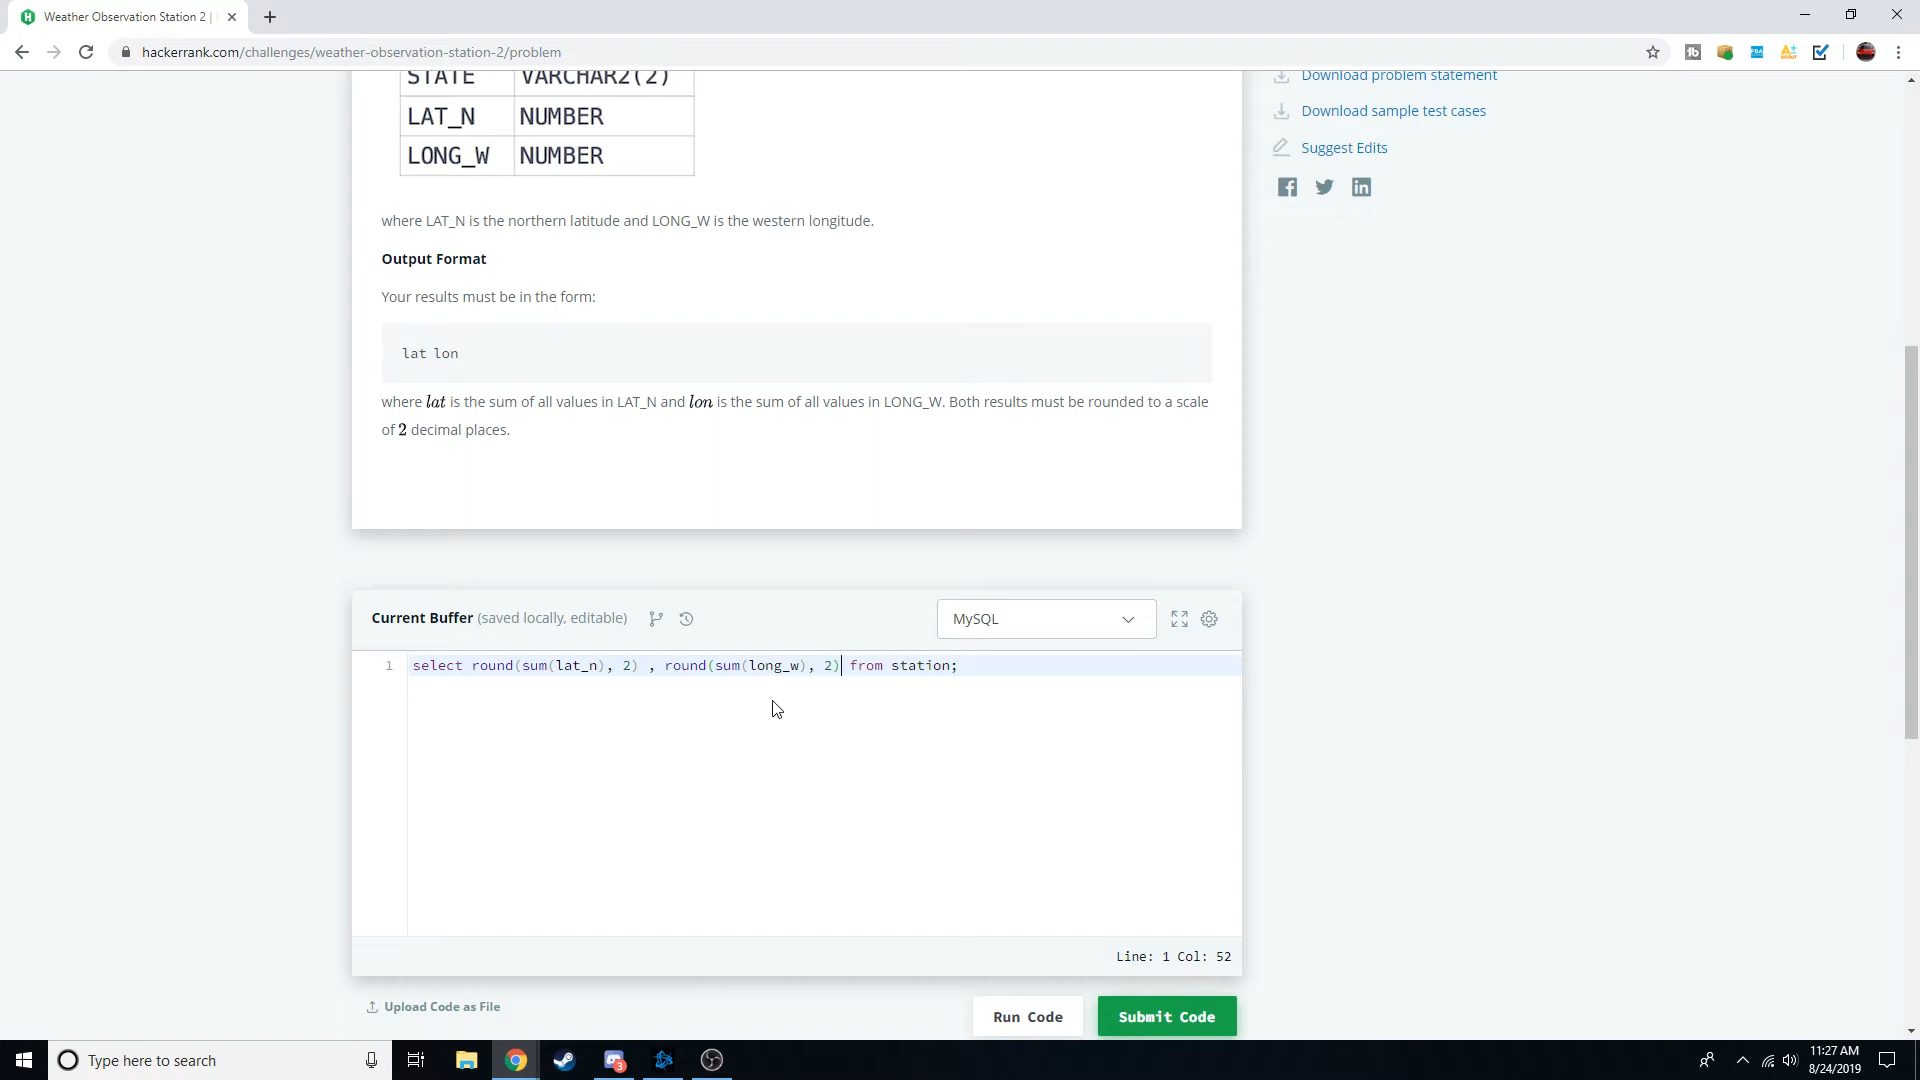 Weather Observation Station 2 |
hackerrank.com/challenges/weather-observation-station-2/problem
STATE VARCHAR2(2)
LAT_N NUMBER
LONG_W NUMBER
where LAT_N is the northern latitude and LONG_W is the western longitude.
Output Format
Your results must be in the form:
lat lon
where lat is the sum of all values in LAT_N and lon is the sum of all values in LONG_W. Both results must be rounded to a scale
of 2 decimal places.
Download problem statement
Download sample test cases
Suggest Edits
Current Buffer (saved locally, editable)
MySQL
1 select round(sum(lat_n), 2) , round(sum(long_w), 2) from station;
Line: 1 Col: 52
Upload Code as File
Run Code
Submit Code
Type here to search
3
11:27 AM
8/24/2019